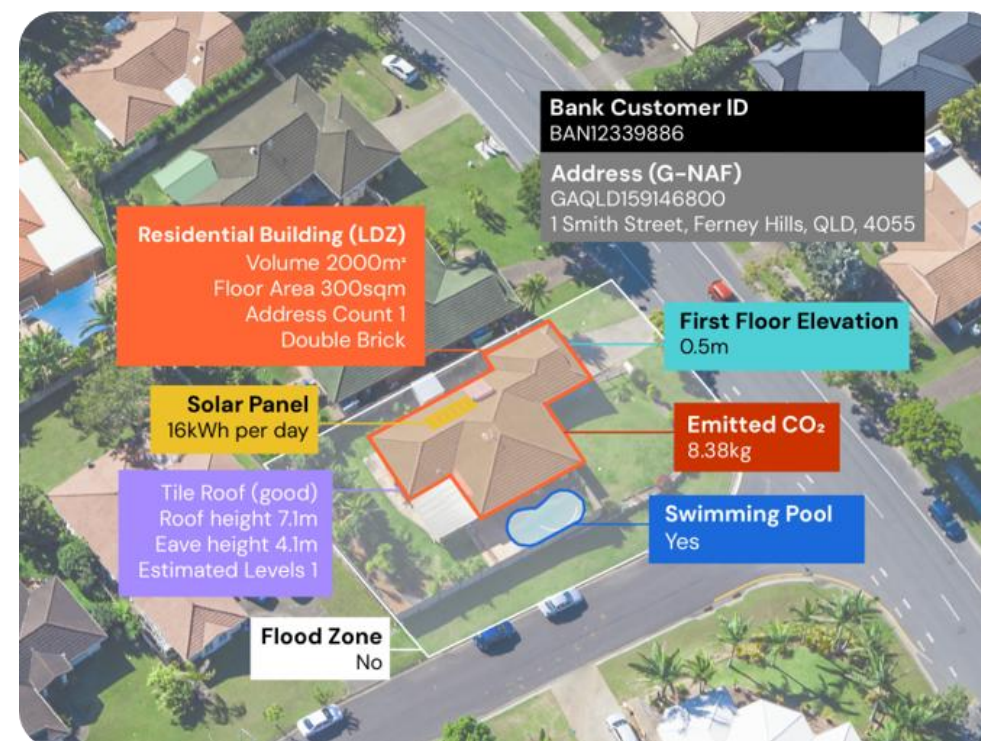 Bank Customer ID
BAN12339886
Address (G-NAF)
GAQLD159146800
1 Smith Street, Ferney Hills, QLD, 4055
Residential Building (LDZ)
Volume 2000m³
Floor Area 300sqm
Address Count 1
Double Brick
First Floor Elevation
0.5m
Solar Panel
16kWh per day
Emitted CO₂
8.38kg
Tile Roof (good)
Roof height 7.1m
Eave height 4.1m
Estimated Levels 1
Swimming Pool
Yes
Flood Zone
No